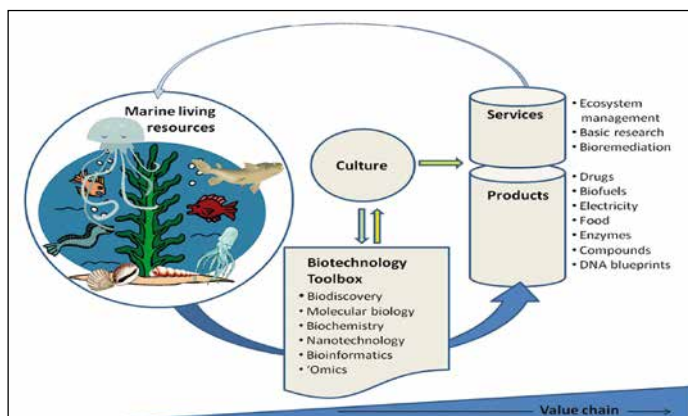 Marine living
resources
Culture
Biotechnology
Toolbox
• Biodiscovery
• Molecular biology
• Biochemistry
• Nanotechnology
• Bioinformatics
• 'Omics
Services
• Ecosystem
management
• Basic research
• Bioremediation
Products
• Drugs
• Biofuels
• Electricity
• Food
• Enzymes
• Compounds
• DNA blueprints
Value chain